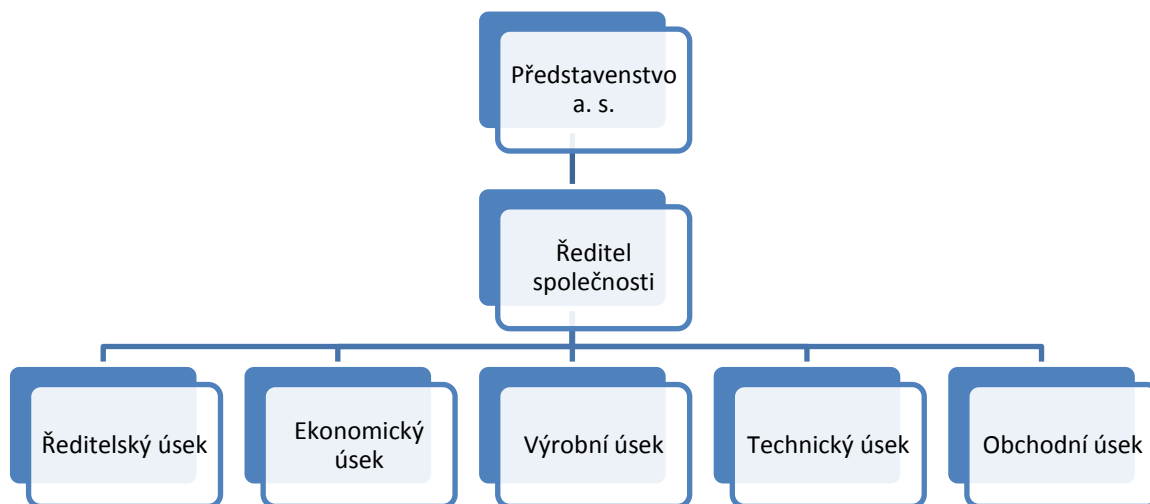 Představenstvo
a. s.
Ředitel
společnosti
Ředitelský úsek
Ekonomický
úsek
Výrobní úsek
Technický úsek
Obchodní úsek